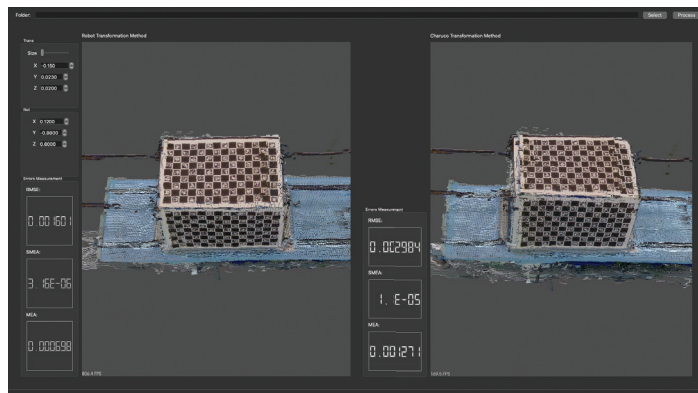 Folder:
Select
Process
Trans
Size
X -0.150
Y 0.0230
Z 0.0200
Rot
X 0.1200
Y -0.8600
Z 0.6000
Errors Measurement
RMSE:
0.001601
SMEA:
3.16E-06
MEA:
0.000698
Robot Transformation Method
Errors Measurement
RMSE:
0.002984
SMEA:
1.E-05
MEA:
0.001271
Charuco Transformation Method